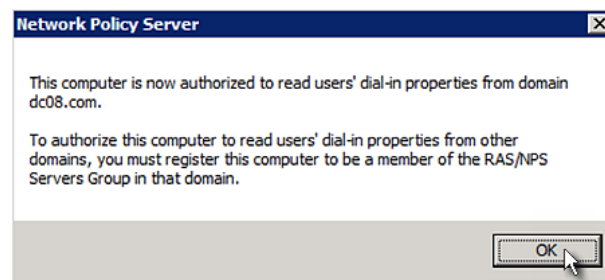 Network Policy Server
This computer is now authorized to read users' dial-in properties from domain
dc08.com.
To authorize this computer to read users' dial-in properties from other
domains, you must register this computer to be a member of the RAS/NPS
Servers Group in that domain.
OK